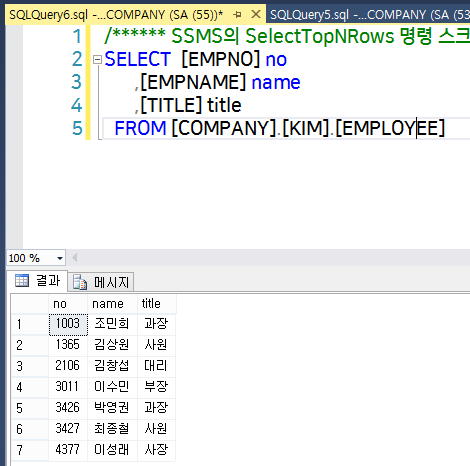 SQLQuery6.sql -...COMPANY (SA (55))* SQLQuery5.sql -...COMPANY (SA (53
1 /****** SSMS의 SelectTopNRows 명령 스크
2 SELECT [EMPNO] no
3 ,[EMPNAME] name
4 ,[TITLE] title
5 FROM [COMPANY].[KIM].[EMPLOYEE]
100 %
결과 메시지
no name title
1 1003 조민희 과장
2 1365 김상원 사원
3 2106 김창섭 대리
4 3011 이수민 부장
5 3426 박영권 과장
6 3427 최종철 사원
7 4377 이성래 사장